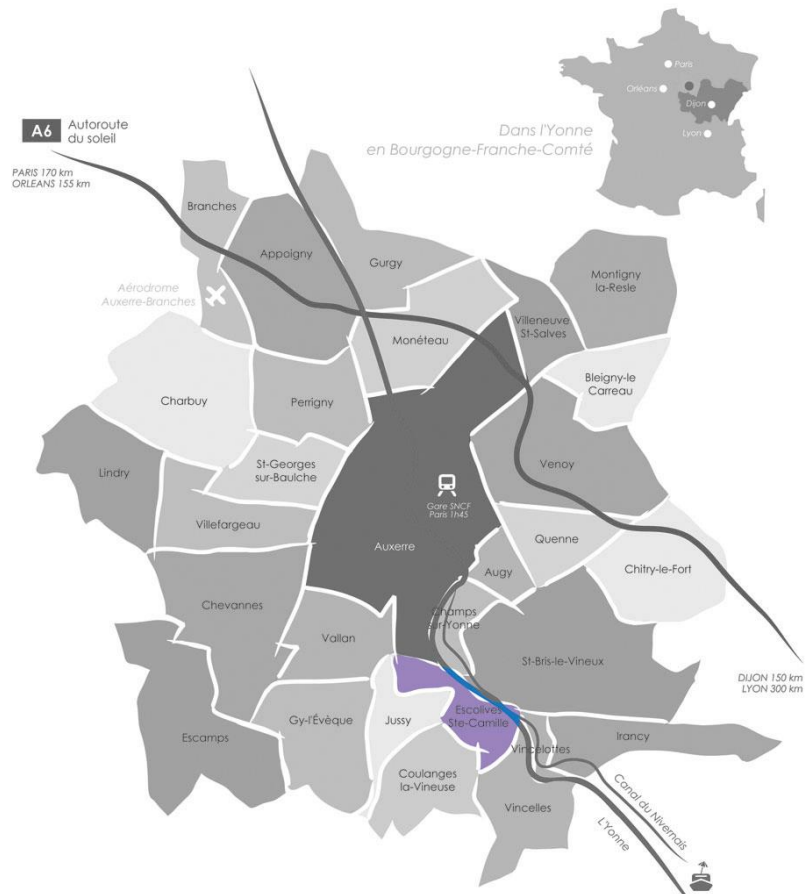 Paris
Orléans
Dijon
Lyon
Dans l'Yonne
en Bourgogne-Franche-Comté
A6 Autoroute
du soleil
PARIS 170 km
ORLEANS 155 km
Branches
Appoigny
Gurgy
Montigny
la-Resle
Aérodrome
Auxerre-Branches
Monéteau
Villeneuve
St-Salves
Bleigny-le
Carreau
Charbuy
Perrigny
Lindry
St-Georges
sur-Baulche
Venoy
Gare SNCF
Paris 1h45
Villefargeau
Auxerre
Quenne
Augy
Chitry-le-Fort
Chevannes
Champs
sur-Yonne
Vallan
St-Bris-le-Vineux
DIJON 150 km
LYON 300 km
Escolives
Ste-Camille
Escamps
Gy-l'Évèque
Jussy
Irancy
Vincelottes
Coulanges
la-Vineuse
Vincelles
Canal du Nivernais
L'Yonne